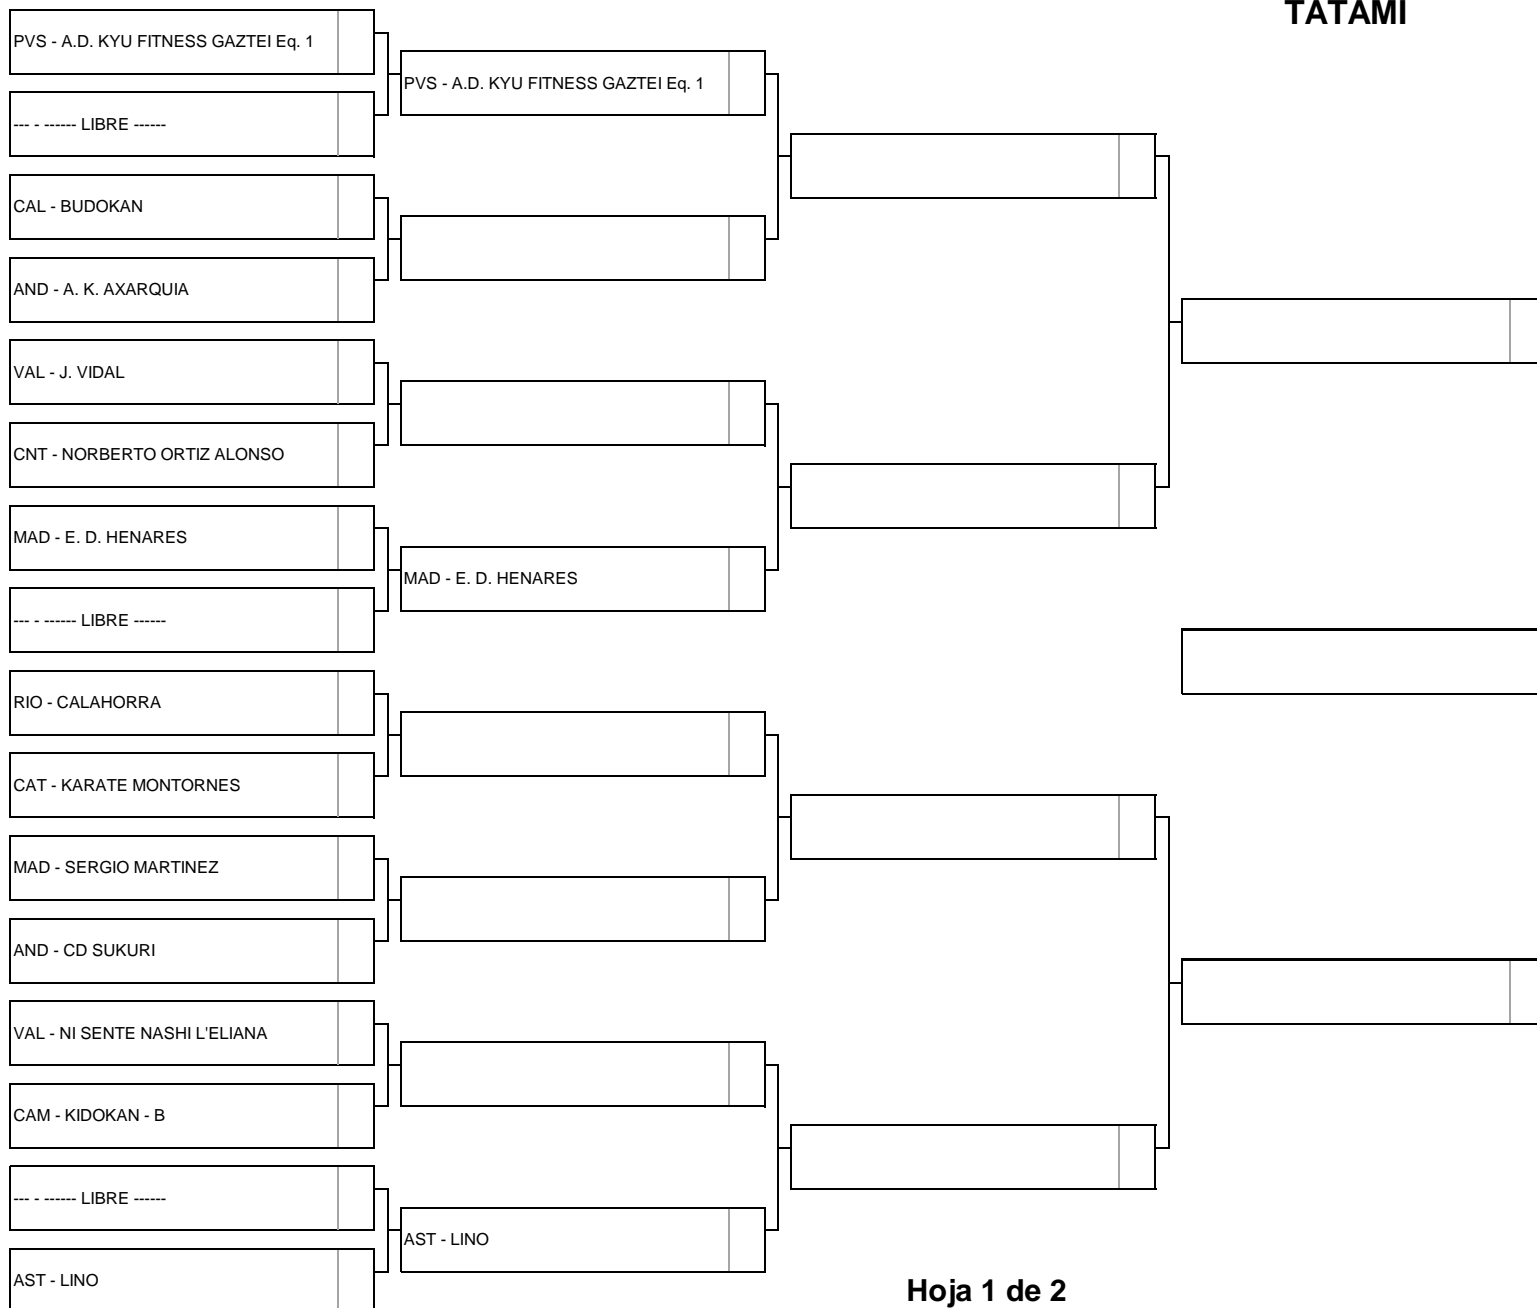 TATAMI
PVS - A.D. KYU FITNESS GAZTEI Eq. 1
--- - ------ LIBRE ------
CAL - BUDOKAN
AND - A. K. AXARQUIA
VAL - J. VIDAL
CNT - NORBERTO ORTIZ ALONSO
MAD - E. D. HENARES
--- - ------ LIBRE ------
RIO - CALAHORRA
CAT - KARATE MONTORNES
MAD - SERGIO MARTINEZ
AND - CD SUKURI
VAL - NI SENTE NASHI L'ELIANA
CAM - KIDOKAN - B
--- - ------ LIBRE ------
AST - LINO
PVS - A.D. KYU FITNESS GAZTEI Eq. 1
MAD - E. D. HENARES
AST - LINO
Hoja 1 de 2